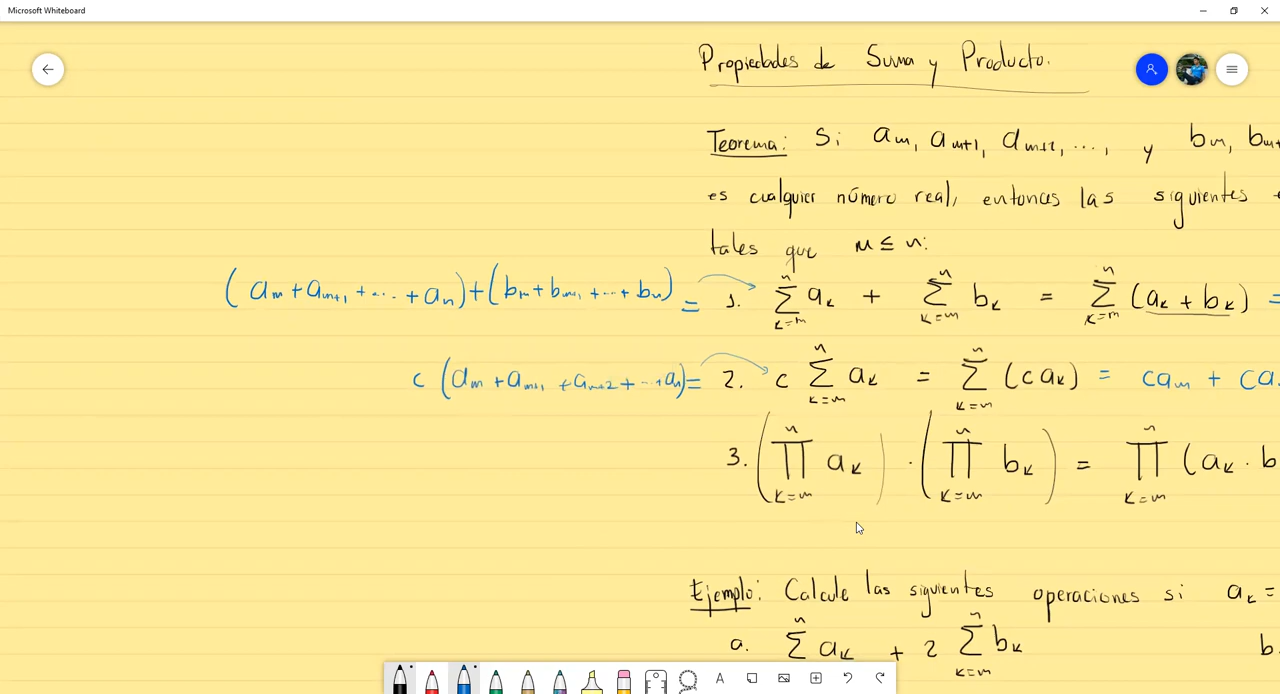 Microsoft Whiteboard
Propiedades de Suma y Producto.
Teorema: Si a_m, a_{m+1}, a_{m+2}, ..., y b_m, b_{m+
es cualquier número real, entonces las siguientes
tales que m ≤ n:
(a_m + a_{m+1} + ... + a_n) + (b_m + b_{m+1} + ... + b_n) = 1. ∑_{k=m}^{n} a_k + ∑_{k=m}^{n} b_k = ∑_{k=m}^{n} (a_k + b_k) =
c (a_m + a_{m+1} + a_{m+2} + ... a_n) = 2. c ∑_{k=m}^{n} a_k = ∑_{k=m}^{n} (c a_k) = ca_m + ca
3. (∏_{k=m}^{n} a_k) · (∏_{k=m}^{n} b_k) = ∏_{k=m}^{n} (a_k · b
Ejemplo: Calcule las siguientes operaciones si a_k =
a. ∑^{n} a_k + 2 ∑_{k=m}^{n} b_k b